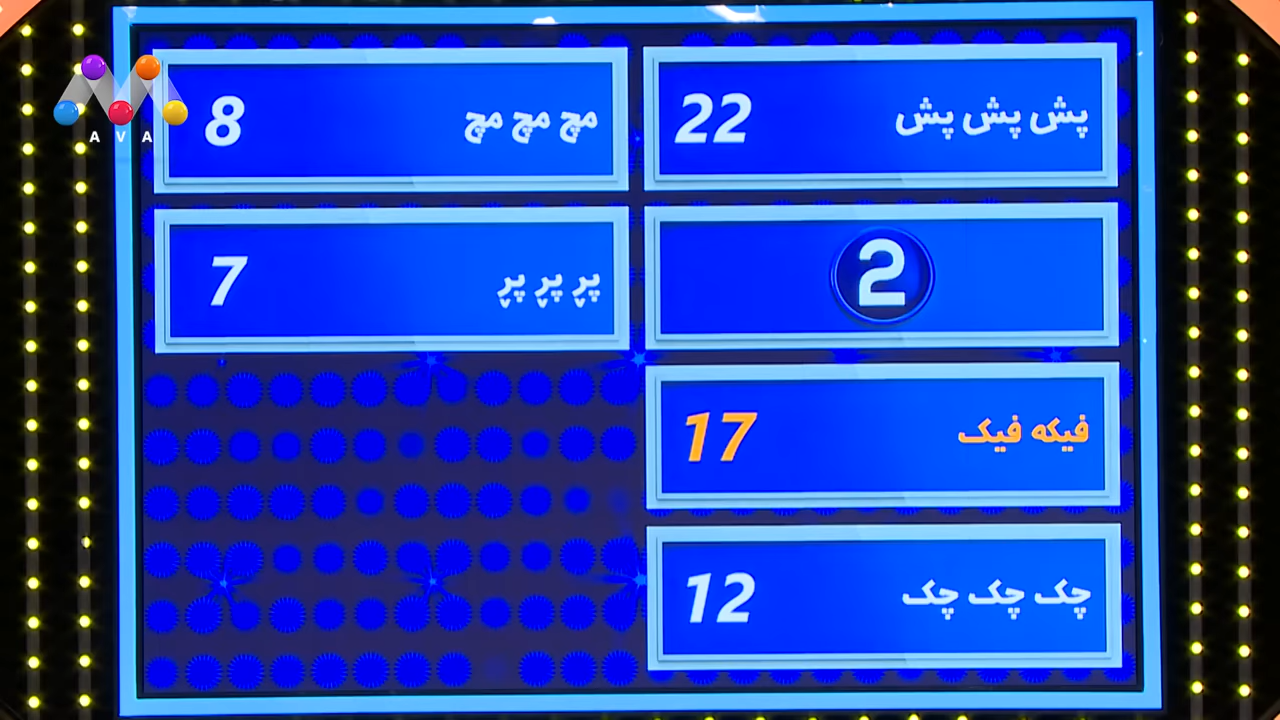 پش پش پش 22
2
فیکه فیک 17
چک چک چک 12
مچ مچ مچ 8
پرِ پرِ پرِ 7
AVA